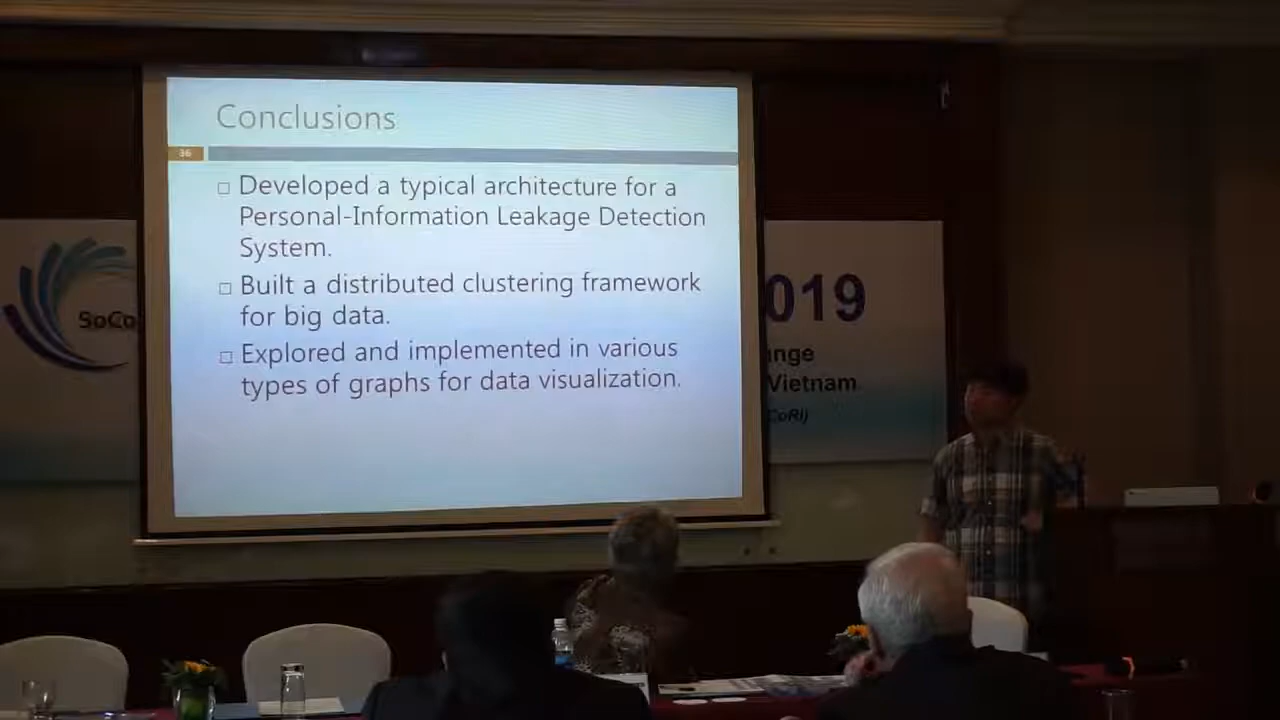 Conclusions
36
□ Developed a typical architecture for a
Personal-Information Leakage Detection
System.
□ Built a distributed clustering framework
for big data.
□ Explored and implemented in various
types of graphs for data visualization.
SoCo
019
nge
Vietnam
CoRI)